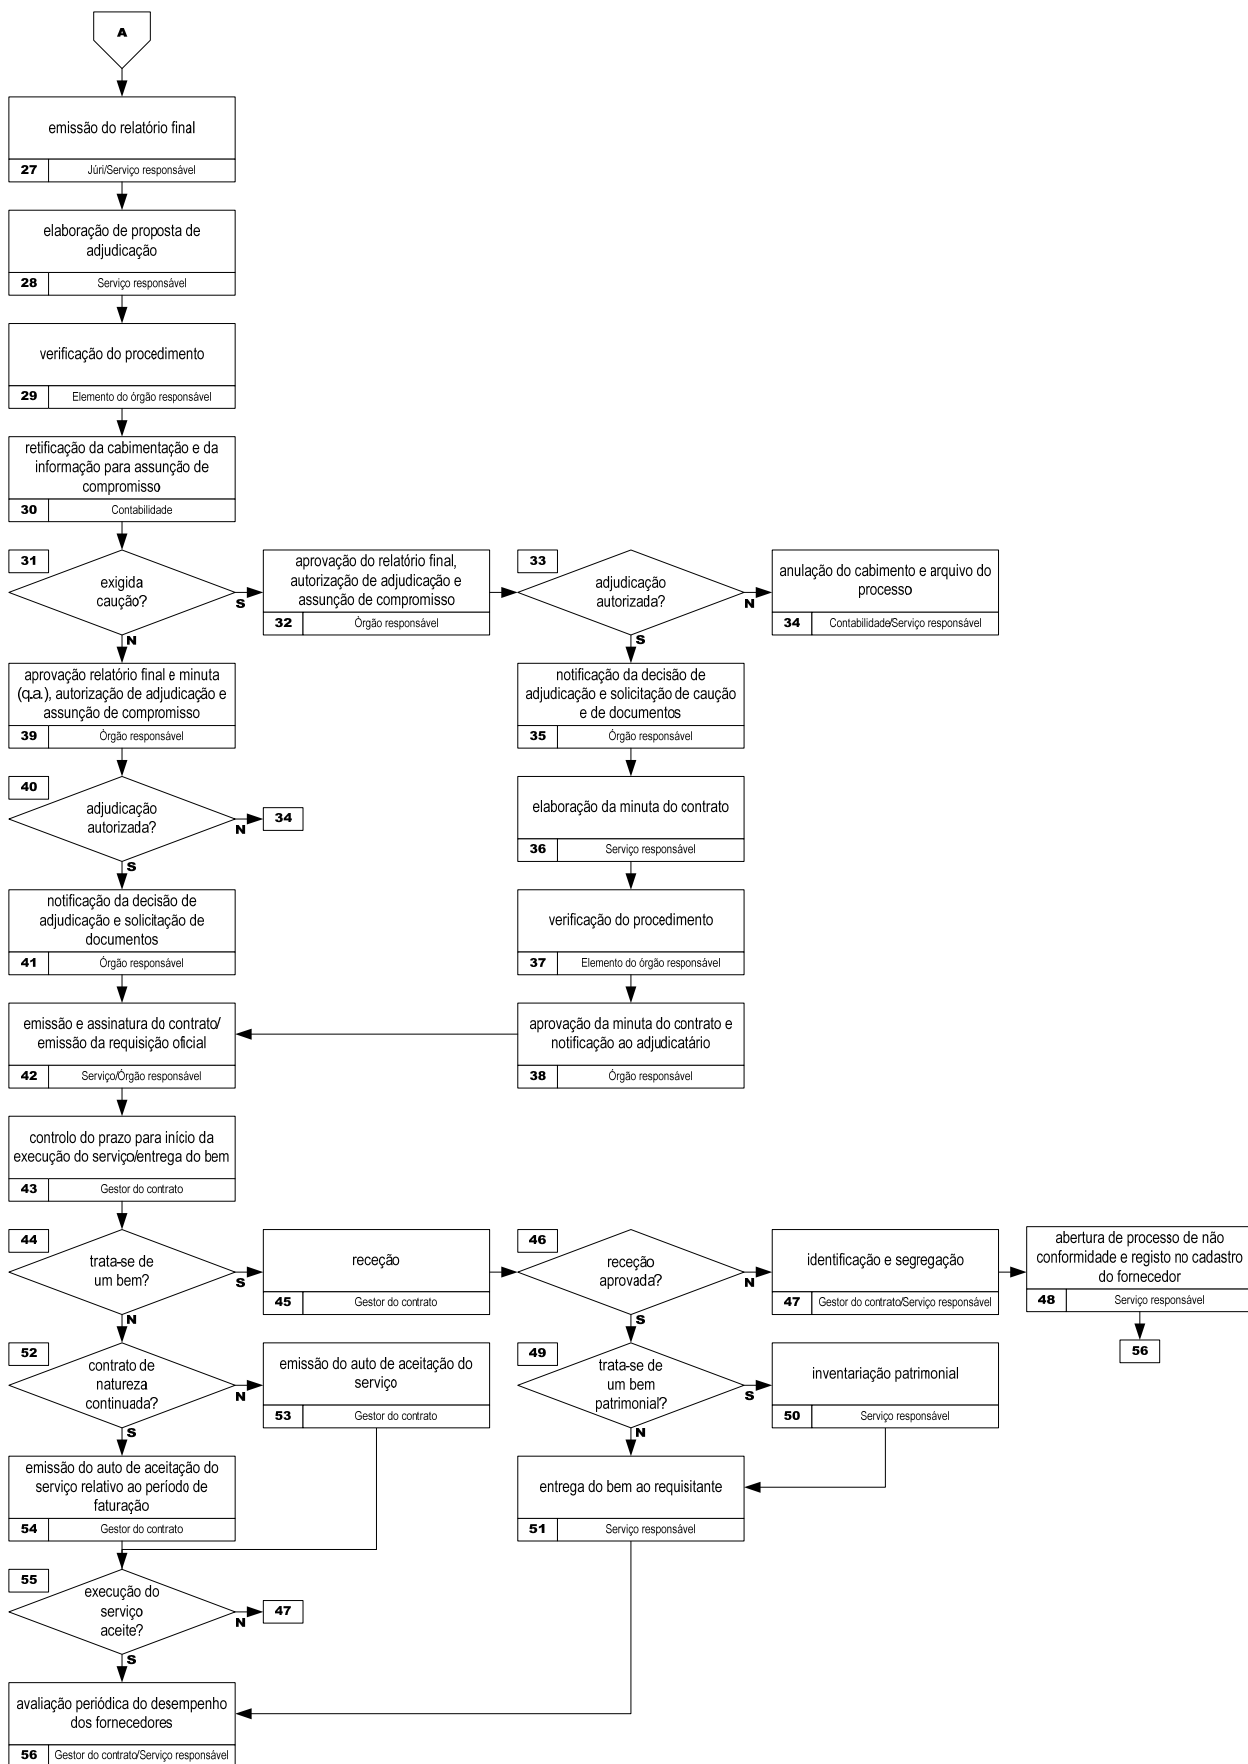 A
emissão do relatório final
27
Júri/Serviço responsável
elaboração de proposta de
adjudicação
28
Serviço responsável
verificação do procedimento
29
Elemento do órgão responsável
retificação da cabimentação e da
informação para assunção de
compromisso
30
Contabilidade
31
exigida
caução?
S
N
aprovação do relatório final,
autorização de adjudicação e
assunção de compromisso
32
Órgão responsável
33
adjudicação
autorizada?
N
S
anulação do cabimento e arquivo do
processo
34
Contabilidade/Serviço responsável
aprovação relatório final e minuta
(q.a.), autorização de adjudicação e
assunção de compromisso
39
Órgão responsável
notificação da decisão de
adjudicação e solicitação de caução
e de documentos
35
Órgão responsável
40
adjudicação
autorizada?
N
S
34
elaboração da minuta do contrato
36
Serviço responsável
notificação da decisão de
adjudicação e solicitação de
documentos
41
Órgão responsável
verificação do procedimento
37
Elemento do órgão responsável
emissão e assinatura do contrato/
emissão da requisição oficial
42
Serviço/Órgão responsável
aprovação da minuta do contrato e
notificação ao adjudicatário
38
Órgão responsável
controlo do prazo para início da
execução do serviço/entrega do bem
43
Gestor do contrato
44
trata-se de
um bem?
S
N
receção
45
Gestor do contrato
46
receção
aprovada?
N
S
identificação e segregação
47
Gestor do contrato/Serviço responsável
abertura de processo de não
conformidade e registo no cadastro
do fornecedor
48
Serviço responsável
56
52
contrato de
natureza
continuada?
N
S
emissão do auto de aceitação do
serviço
53
Gestor do contrato
49
trata-se de
um bem
patrimonial?
S
N
inventariação patrimonial
50
Serviço responsável
emissão do auto de aceitação do
serviço relativo ao período de
faturação
54
Gestor do contrato
entrega do bem ao requisitante
51
Serviço responsável
55
execução do
serviço
aceite?
N
S
47
avaliação periódica do desempenho
dos fornecedores
56
Gestor do contrato/Serviço responsável